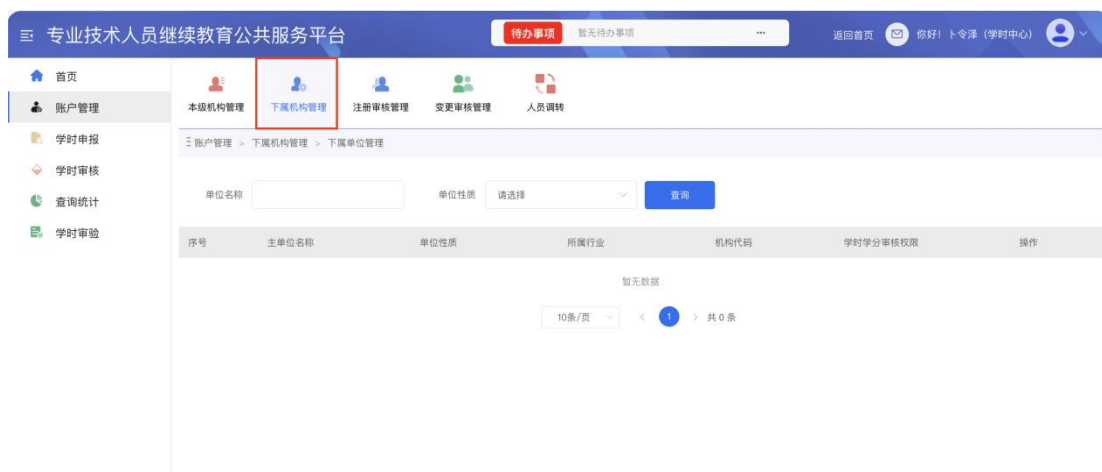 专业技术人员继续教育公共服务平台
待办事项 暂无待办事项 ...
返回首页 你好! 卜令泽 (学时中心)
首页
账户管理
学时申报
学时审核
查询统计
学时审验
本级机构管理 下属机构管理 注册审核管理 变更审核管理 人员调转
账户管理 > 下属机构管理 > 下属单位管理
单位名称 单位性质 请选择 查询
序号 主单位名称 单位性质 所属行业 机构代码 学时学分审核权限 操作
暂无数据
10条/页 < 1 > 共 0 条